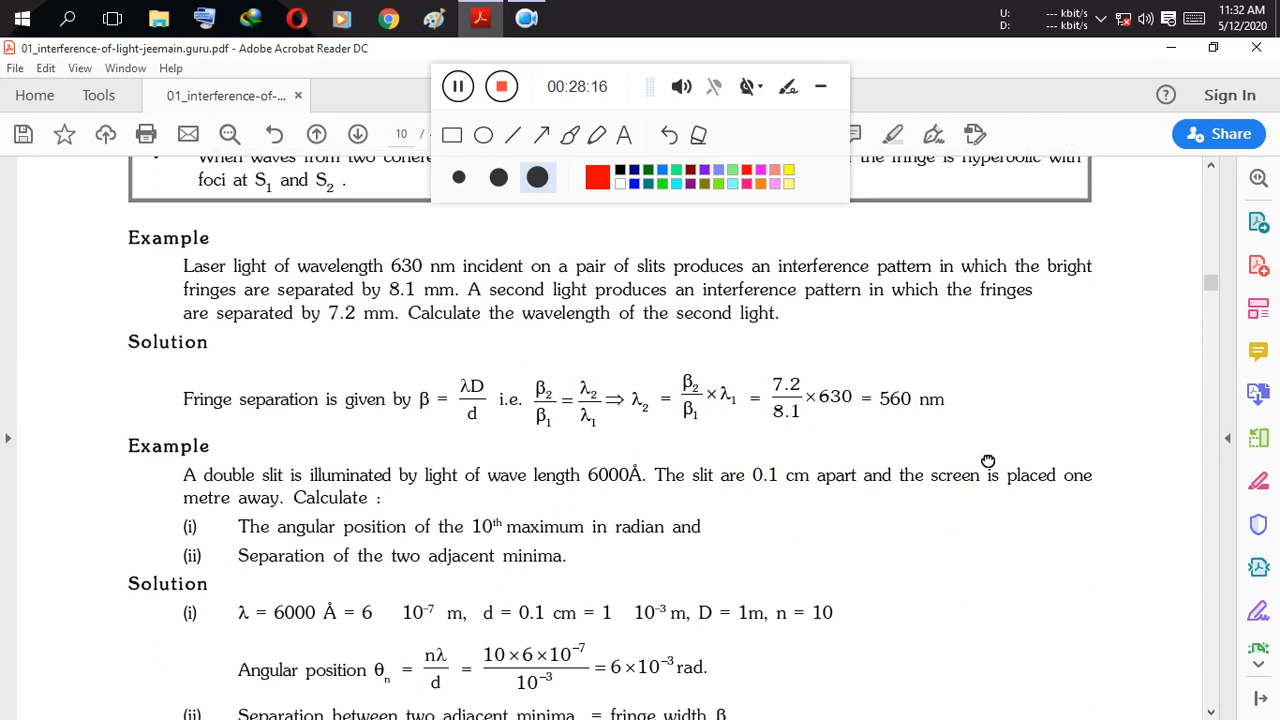 U: --- kbit/s
D: --- kbit/s
11:32 AM
5/12/2020
01_interference-of-light-jeemain.guru.pdf - Adobe Acrobat Reader DC
File Edit View Window Help
Home Tools 01_interference-of-... × Sign In
00:28:16
10 /
A
Share
When waves from two cohere the fringe is hyperbolic with
foci at S₁ and S₂ .
Example
Laser light of wavelength 630 nm incident on a pair of slits produces an interference pattern in which the bright
fringes are separated by 8.1 mm. A second light produces an interference pattern in which the fringes
are separated by 7.2 mm. Calculate the wavelength of the second light.
Solution
Fringe separation is given by β = λD/d i.e. β₂/β₁ = λ₂/λ₁ ⇒ λ₂ = β₂/β₁ × λ₁ = 7.2/8.1 × 630 = 560 nm
Example
A double slit is illuminated by light of wave length 6000Å. The slit are 0.1 cm apart and the screen is placed one
metre away. Calculate :
(i) The angular position of the 10th maximum in radian and
(ii) Separation of the two adjacent minima.
Solution
(i) λ = 6000 Å = 6 10⁻⁷ m, d = 0.1 cm = 1 10⁻³ m, D = 1m, n = 10
Angular position θₙ = nλ/d = 10×6×10⁻⁷/10⁻³ = 6×10⁻³ rad.
(ii) Separation between two adjacent minima = fringe width β